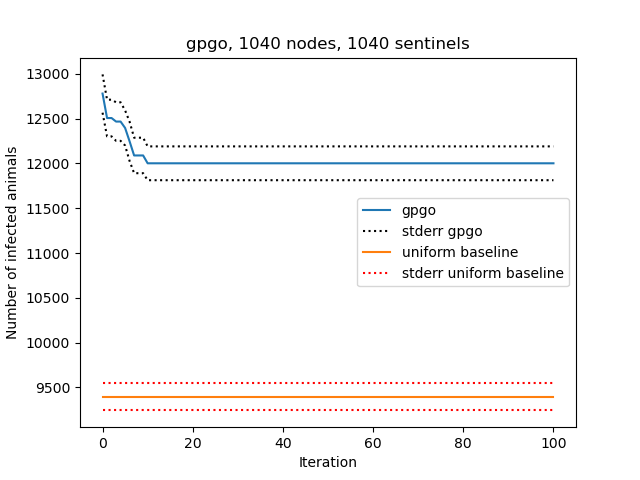 gpgo, 1040 nodes, 1040 sentinels
Number of infected animals
13000
12500
12000
11500
11000
10500
10000
9500
gpgo
stderr gpgo
uniform baseline
stderr uniform baseline
0 20 40 60 80 100
Iteration